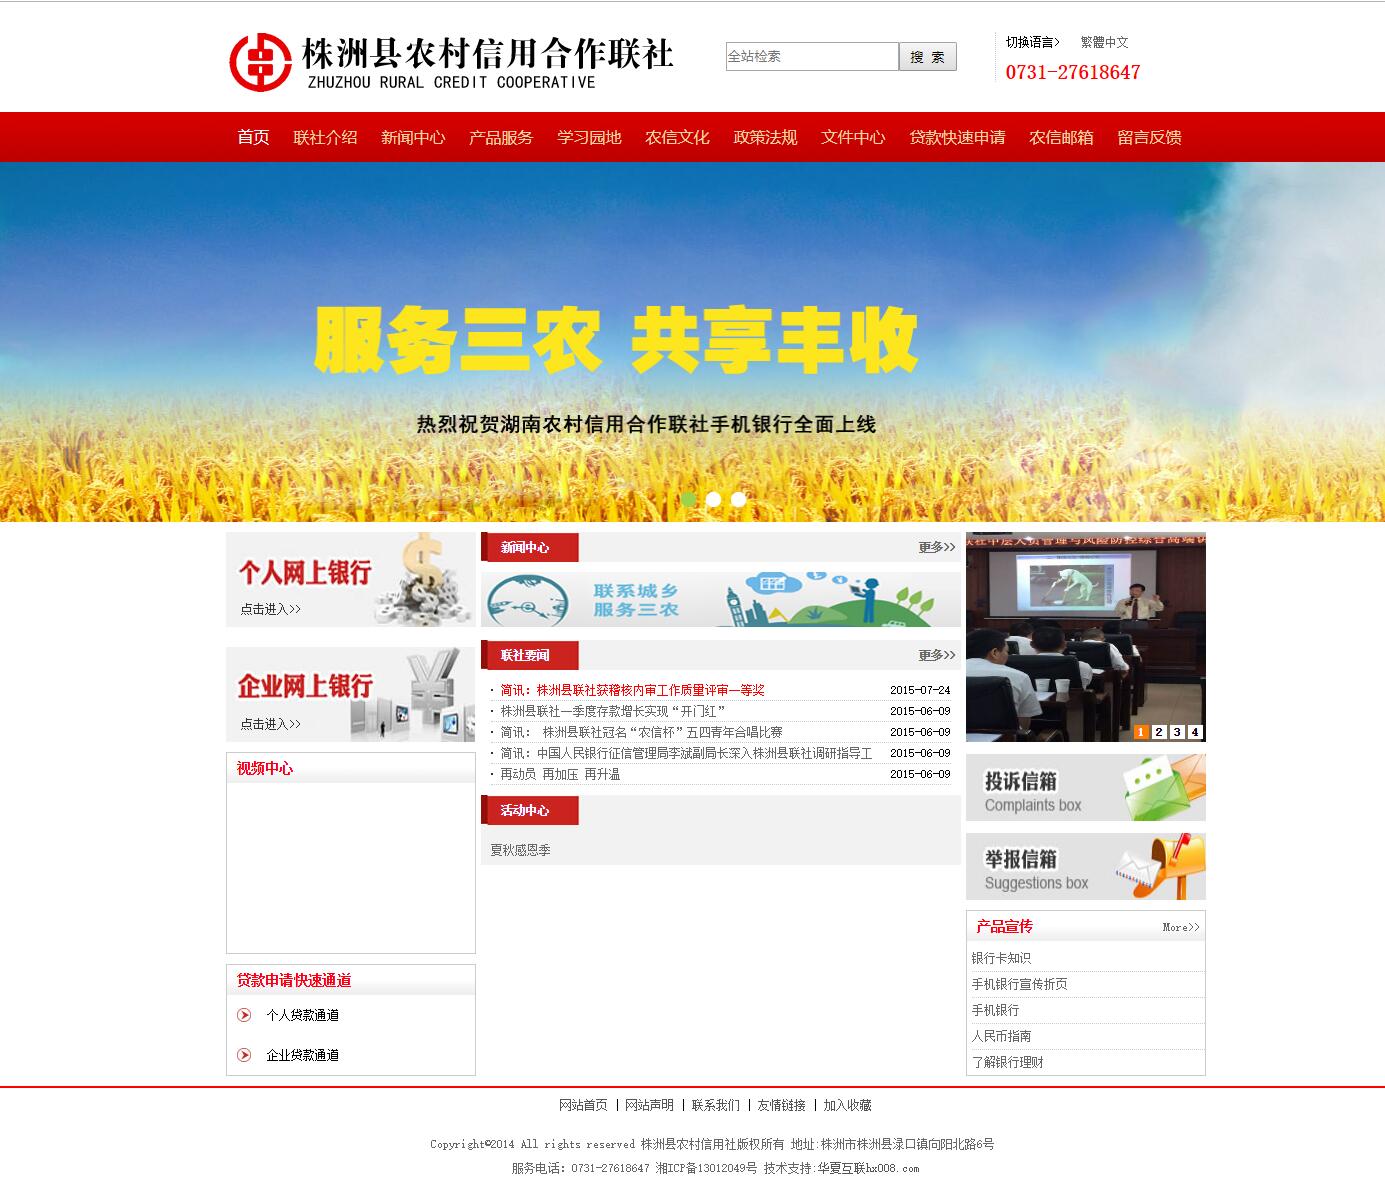 株洲县农村信用合作联社
ZHUZHOU RURAL CREDIT COOPERATIVE
全站检索
搜 索
切换语言>
繁體中文
0731-27618647
首页 联社介绍 新闻中心 产品服务 学习园地 农信文化 政策法规 文件中心 贷款快速申请 农信邮箱 留言反馈
服务三农 共享丰收
热烈祝贺湖南农村信用合作联社手机银行全面上线
个人网上银行
点击进入>>
企业网上银行
点击进入>>
视频中心
贷款申请快速通道
个人贷款通道
企业贷款通道
新闻中心
更多>>
联系城乡
服务三农
联社要闻
更多>>
· 简讯：株洲县联社获稽核内审工作质量评审一等奖 2015-07-24
· 株洲县联社一季度存款增长实现“开门红” 2015-06-09
· 简讯： 株洲县联社冠名“农信杯”五四青年合唱比赛 2015-06-09
· 简讯：中国人民银行征信管理局李斌副局长深入株洲县联社调研指导工 2015-06-09
· 再动员 再加压 再升温 2015-06-09
活动中心
夏秋感恩季
1 2 3 4
投诉信箱
Complaints box
举报信箱
Suggestions box
产品宣传
More>>
银行卡知识
手机银行宣传折页
手机银行
人民币指南
了解银行理财
网站首页 | 网站声明 | 联系我们 | 友情链接 | 加入收藏
Copyright©2014 All rights reserved 株洲县农村信用社版权所有 地址:株洲市株洲县渌口镇向阳北路6号
服务电话：0731-27618647 湘ICP备13012049号 技术支持:华夏互联hx008.com